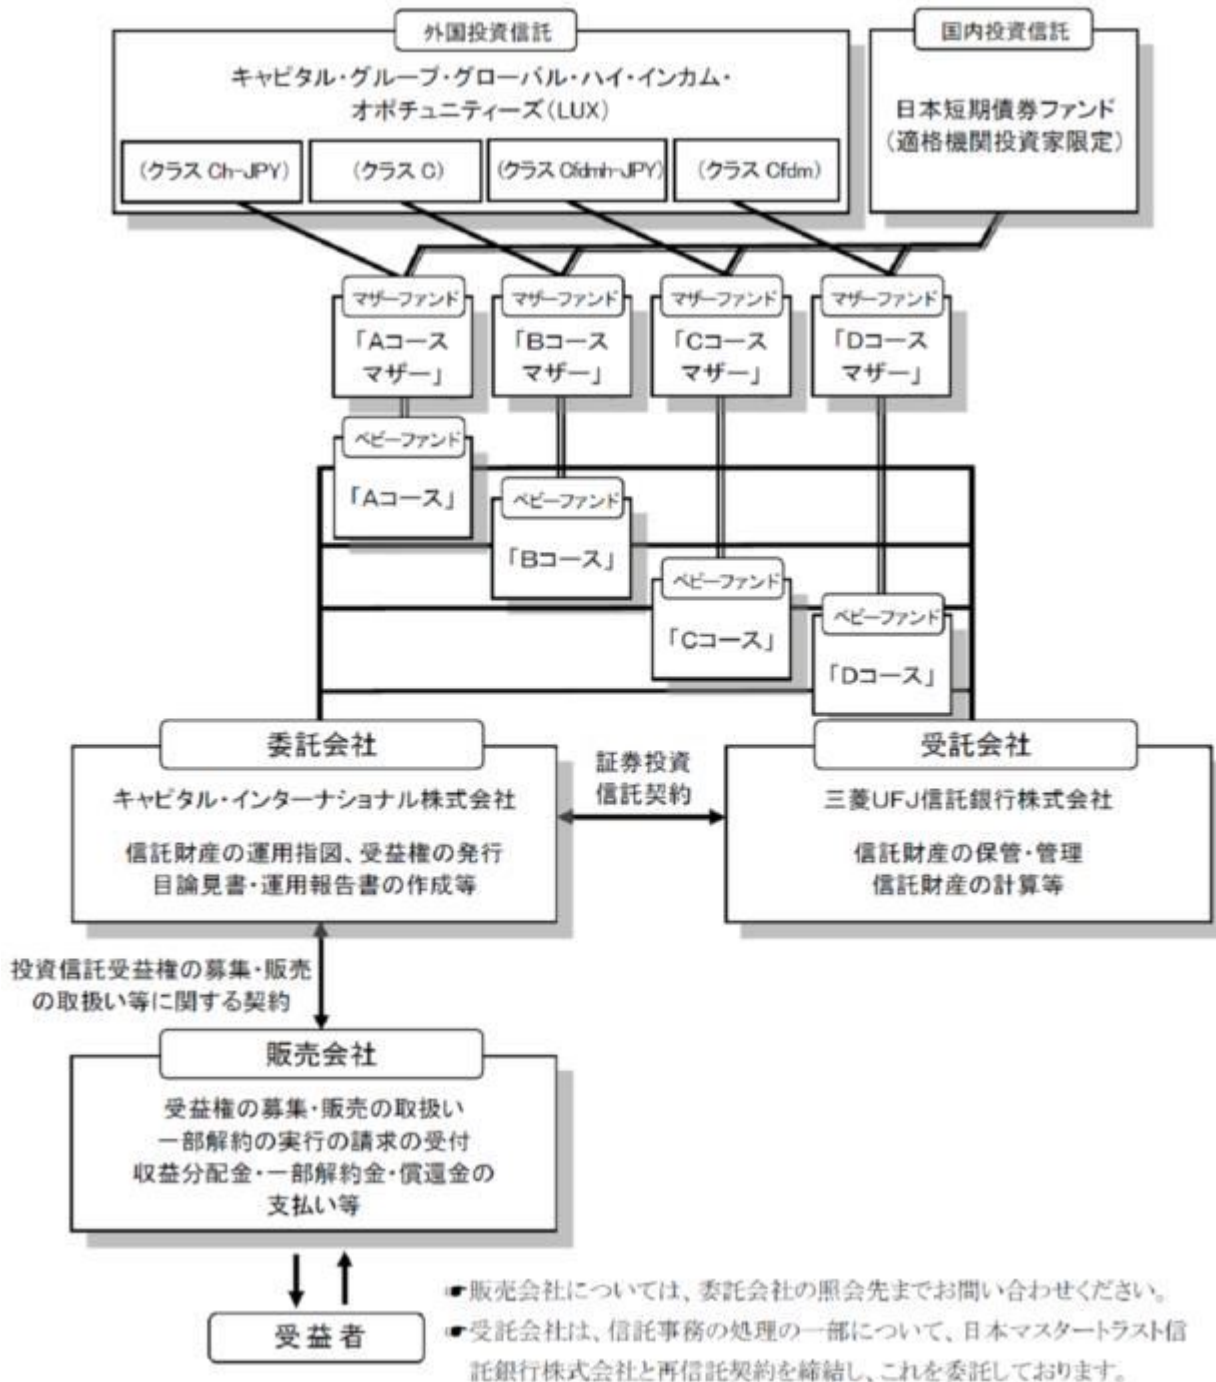 外国投資信託
キャピタル・グループ・グローバル・ハイ・インカム・
オポチュニティーズ(LUX)
(クラス Ch-JPY)
(クラス C)
(クラス Cfdmh-JPY)
(クラス Cfdm)
国内投資信託
日本短期債券ファンド
(適格機関投資家限定)
マザーファンド
「Aコース
マザー」
マザーファンド
「Bコース
マザー」
マザーファンド
「Cコース
マザー」
マザーファンド
「Dコース
マザー」
ベビーファンド
「Aコース」
ベビーファンド
「Bコース」
ベビーファンド
「Cコース」
ベビーファンド
「Dコース」
委託会社
キャピタル・インターナショナル株式会社
信託財産の運用指図、受益権の発行
目論見書・運用報告書の作成等
証券投資
信託契約
受託会社
三菱UFJ信託銀行株式会社
信託財産の保管・管理
信託財産の計算等
投資信託受益権の募集・販売
の取扱い等に関する契約
販売会社
受益権の募集・販売の取扱い
一部解約の実行の請求の受付
収益分配金・一部解約金・償還金の
支払い等
受益者
☛販売会社については、委託会社の照会先までお問い合わせください。
☛受託会社は、信託事務の処理の一部について、日本マスタートラスト信
託銀行株式会社と再信託契約を締結し、これを委託しております。